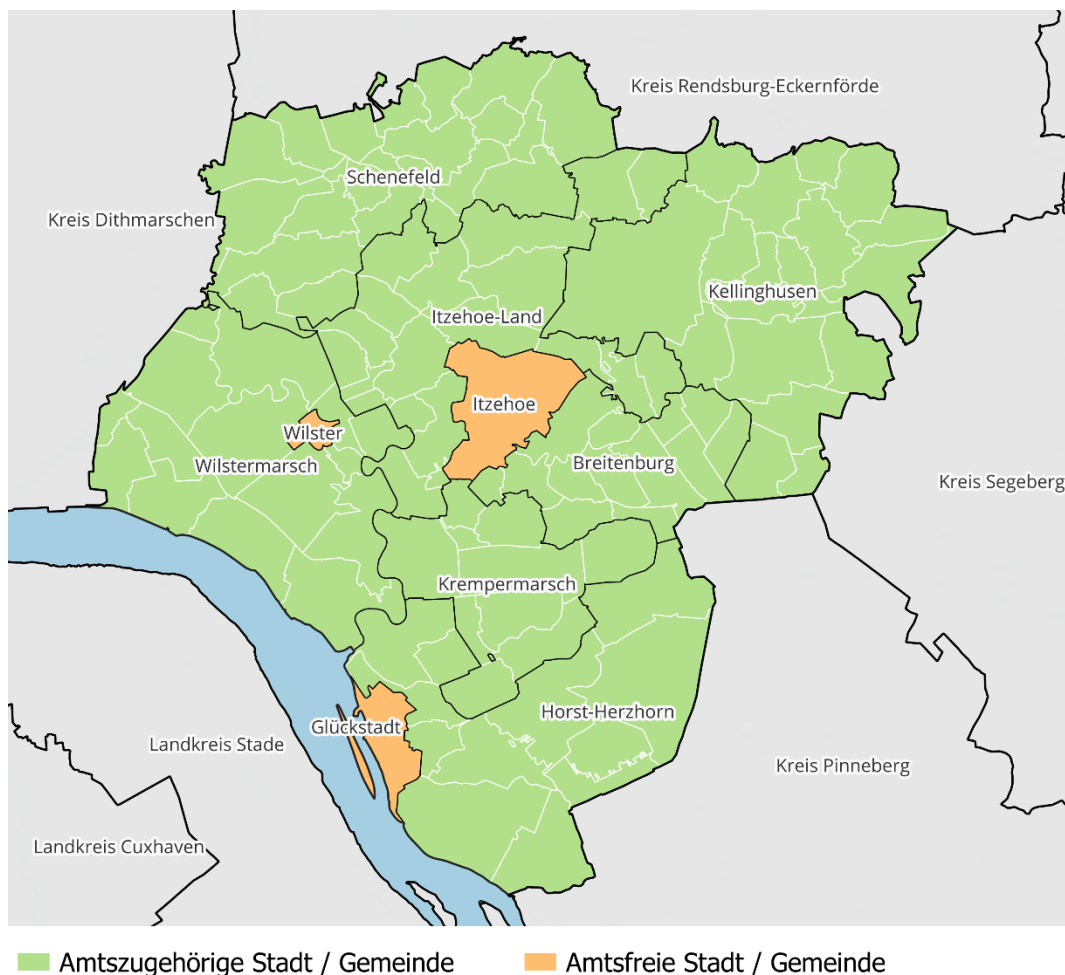 Kreis Rendsburg-Eckernförde
Schenefeld
Kreis Dithmarschen
Kellinghusen
Itzehoe-Land
Itzehoe
Wilster
Wilstermarsch
Breitenburg
Kreis Segeberg
Krempermarsch
Horst-Herzhorn
Glückstadt
Landkreis Stade
Kreis Pinneberg
Landkreis Cuxhaven
Amtszugehörige Stadt / Gemeinde
Amtsfreie Stadt / Gemeinde